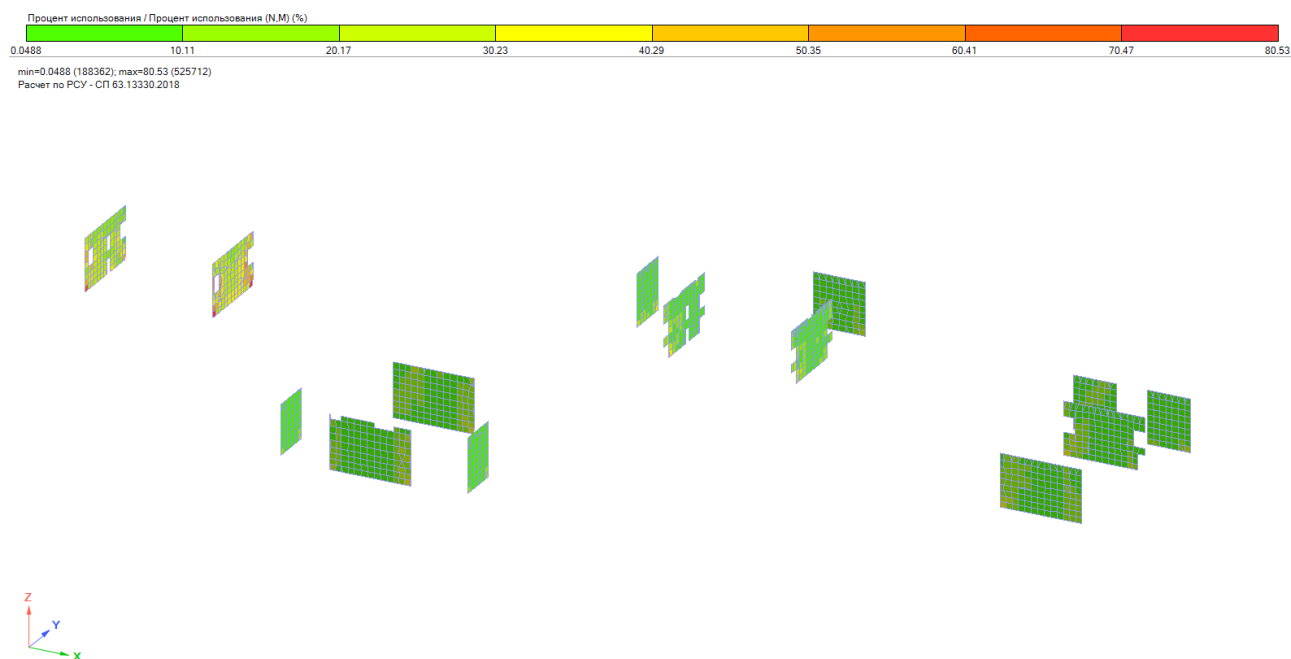 Процент использования / Процент использования (N,M) (%)
0.0488 10.11 20.17 30.23 40.29 50.35 60.41 70.47 80.53
min=0.0488 (188362); max=80.53 (525712)
Расчет по РСУ - СП 63.13330.2018
Z
Y
X